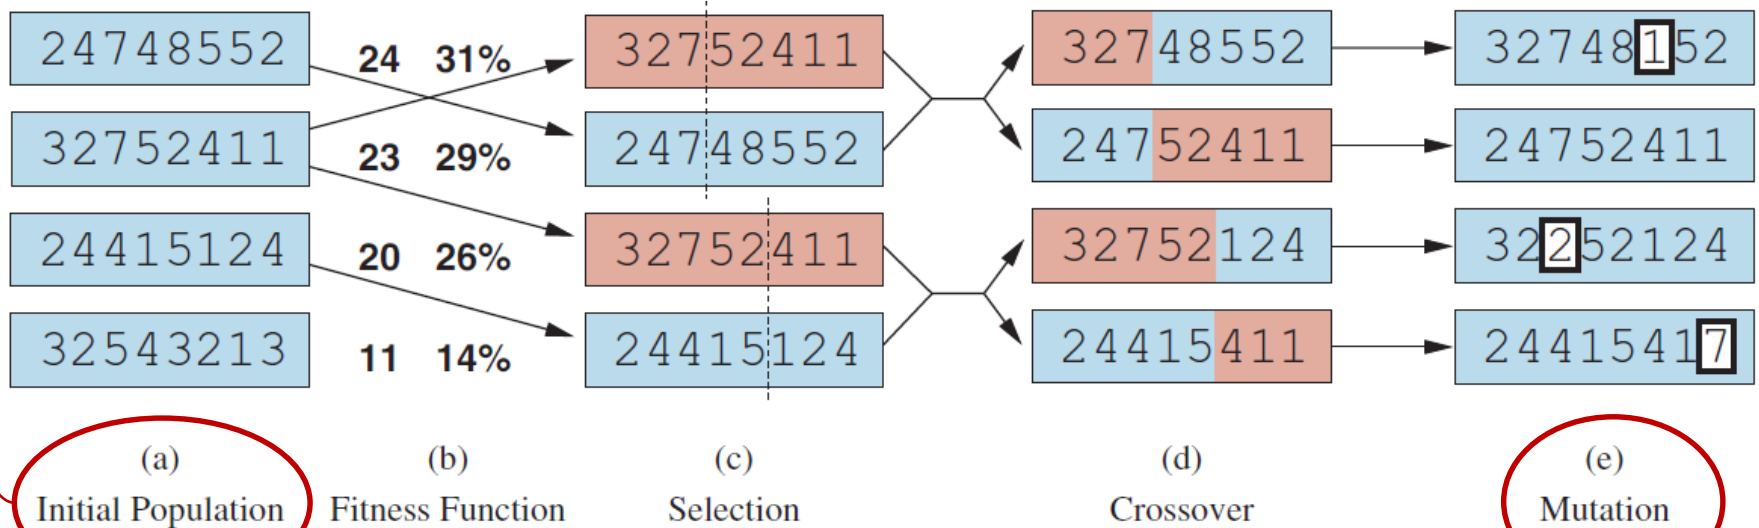 24748552 24 31% 32752411 32748552 32748152
32752411 23 29% 24748552 24752411 24752411
24415124 20 26% 32752411 32752124 32252124
32543213 11 14% 24415124 24415411 24415417
(a) (b) (c) (d) (e)
Initial Population Fitness Function Selection Crossover Mutation